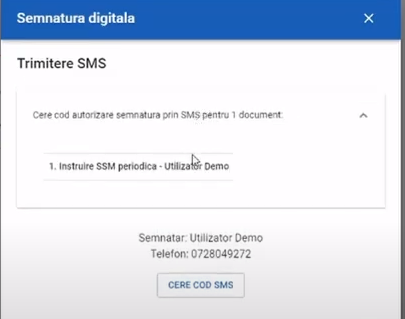 Semnatura digitala
Trimitere SMS
Cere cod autorizare semnatura prin SMS pentru 1 document:
1. Instruire SSM periodica - Utilizator Demo
Semnatar: Utilizator Demo
Telefon: 0728049272
CERE COD SMS